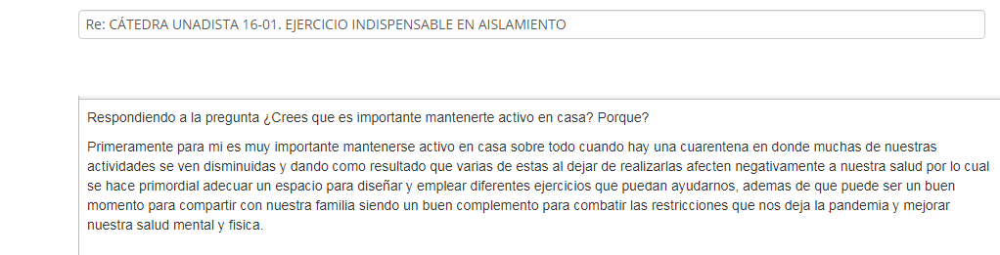 Re: CÁTEDRA UNADISTA 16-01. EJERCICIO INDISPENSABLE EN AISLAMIENTO
Respondiendo a la pregunta ¿Crees que es importante mantenerte activo en casa? Porque?
Primeramente para mi es muy importante mantenerse activo en casa sobre todo cuando hay una cuarentena en donde muchas de nuestras
actividades se ven disminuidas y dando como resultado que varias de estas al dejar de realizarlas afecten negativamente a nuestra salud por lo cual
se hace primordial adecuar un espacio para diseñar y emplear diferentes ejercicios que puedan ayudarnos, ademas de que puede ser un buen
momento para compartir con nuestra familia siendo un buen complemento para combatir las restricciones que nos deja la pandemia y mejorar
nuestra salud mental y fisica.